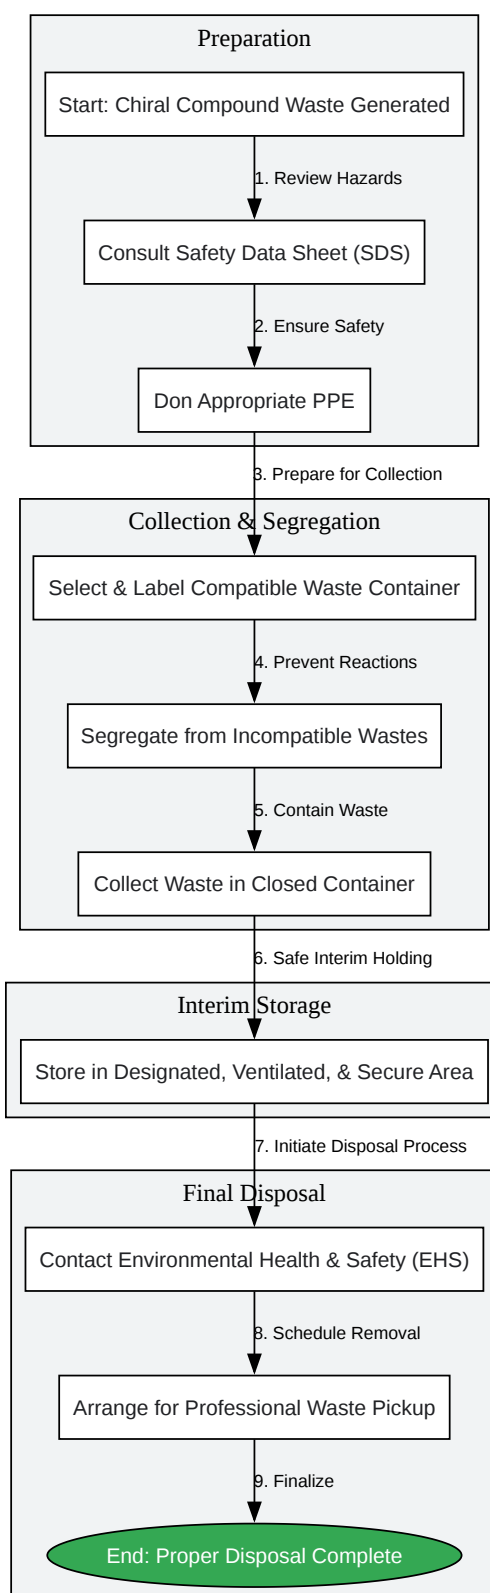 Preparation
Start: Chiral Compound Waste Generated
1. Review Hazards
Consult Safety Data Sheet (SDS)
2. Ensure Safety
Don Appropriate PPE
3. Prepare for Collection
Collection & Segregation
Select & Label Compatible Waste Container
4. Prevent Reactions
Segregate from Incompatible Wastes
5. Contain Waste
Collect Waste in Closed Container
6. Safe Interim Holding
Interim Storage
Store in Designated, Ventilated, & Secure Area
7. Initiate Disposal Process
Final Disposal
Contact Environmental Health & Safety (EHS)
8. Schedule Removal
Arrange for Professional Waste Pickup
9. Finalize
End: Proper Disposal Complete